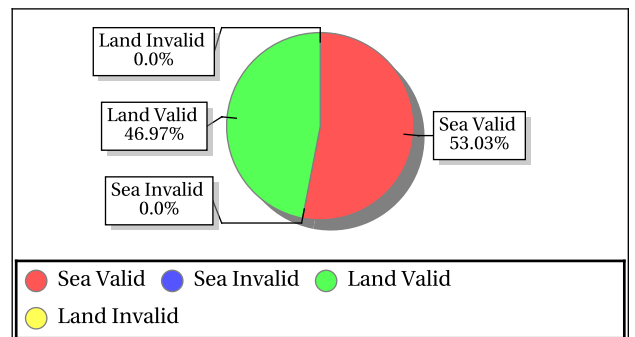 Land Invalid
0.0%
Land Valid
46.97%
Sea Valid
53.03%
Sea Invalid
0.0%
Sea Valid Sea Invalid Land Valid
Land Invalid